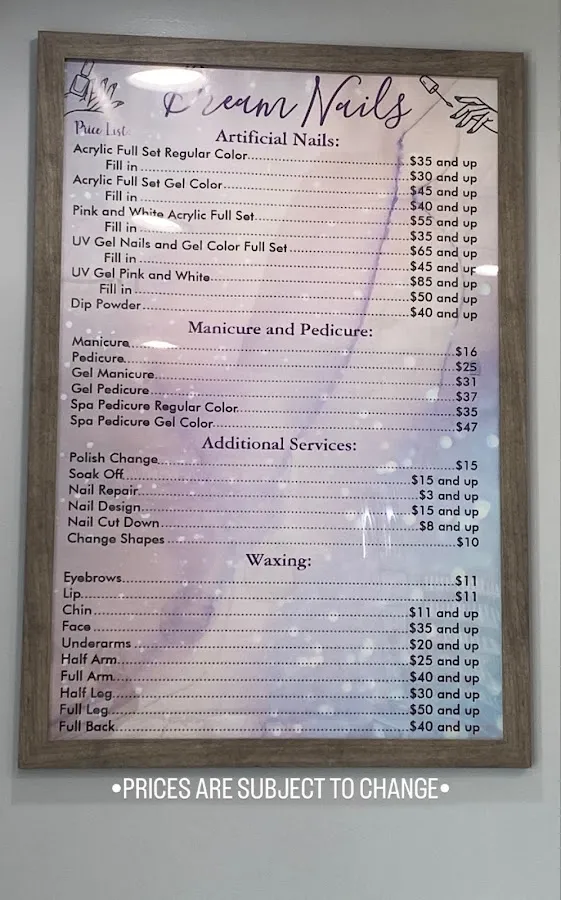 Dream Nails
Price List
Artificial Nails:
Acrylic Full Set Regular Color $35 and up
Fill in $30 and up
Acrylic Full Set Gel Color $45 and up
Fill in $40 and up
Pink and White Acrylic Full Set $55 and up
Fill in $35 and up
UV Gel Nails and Gel Color Full Set $65 and up
Fill in $45 and up
UV Gel Pink and White $85 and up
Fill in $50 and up
Dip Powder $40 and up
Manicure and Pedicure:
Manicure $16
Pedicure $25
Gel Manicure $31
Gel Pedicure $37
Spa Pedicure Regular Color $35
Spa Pedicure Gel Color $47
Additional Services:
Polish Change $15
Soak Off $15 and up
Nail Repair $3 and up
Nail Design $15 and up
Nail Cut Down $8 and up
Change Shapes $10
Waxing:
Eyebrows $11
Lip $11
Chin $11 and up
Face $35 and up
Underarms $20 and up
Half Arm $25 and up
Full Arm $40 and up
Half Leg $30 and up
Full Leg $50 and up
Full Back $40 and up
•PRICES ARE SUBJECT TO CHANGE•